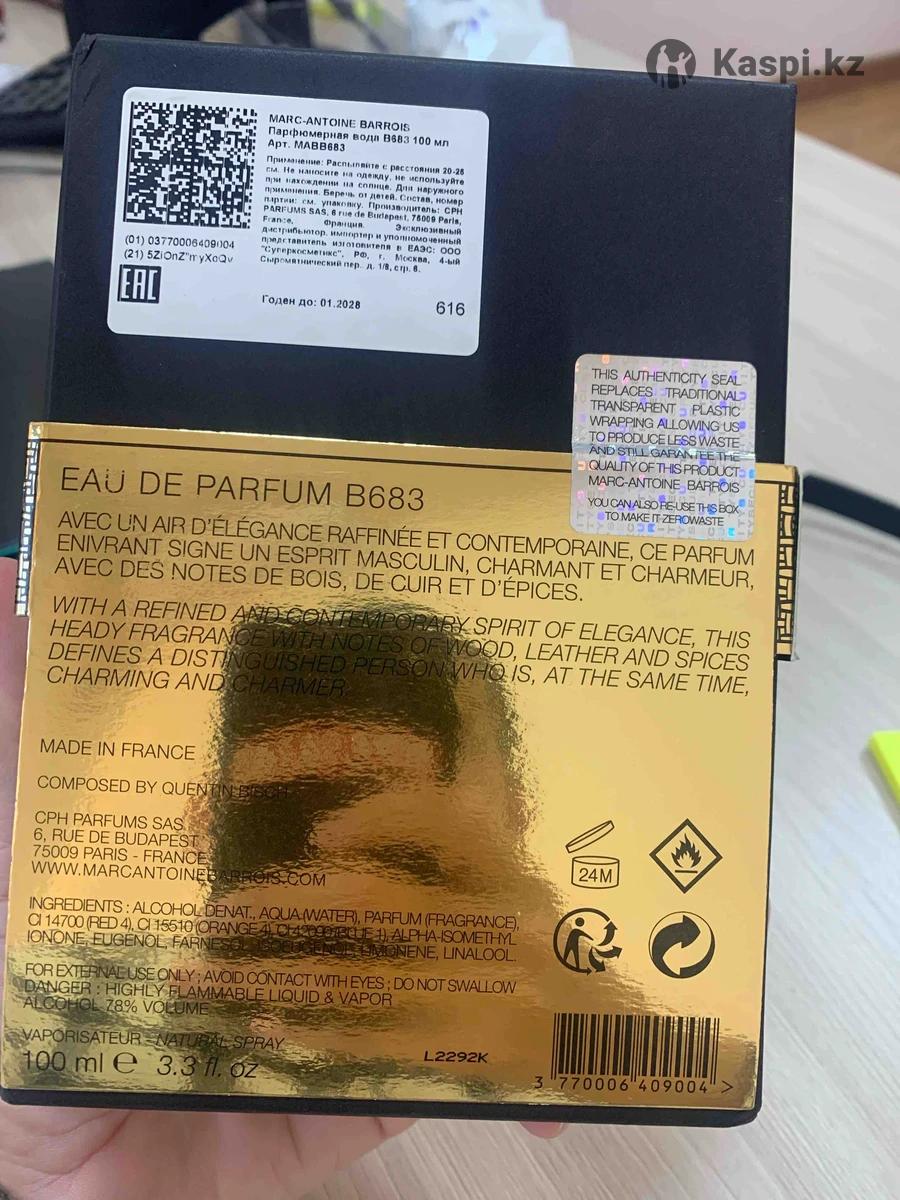 Kaspi.kz
MARC-ANTOINE BARROIS
Парфюмерная вода B683 100 мл
Арт. MABB683
Применение: Распыляйте с расстояния 20-25
см. Не наносите на одежду, не используйте
при нахождении на солнце. Для наружного
применения. Беречь от детей. Состав, номер
партии: см. упаковку. Производитель: CPH
PARFUMS SAS, 6 rue de Budapest, 75009 Paris,
France, Франция. Эксклюзивный
дистрибьютор, импортер и уполномоченный
представитель изготовителя в ЕАЭС: ООО
"Суперкосметикс", РФ, г. Москва, 4-ый
Сыромятнический пер., д. 1/8, стр. 6.
(01) 03770006409004
(21)
EAC
Годен до: 01.2028
616
THIS AUTHENTICITY SEAL
REPLACES TRADITIONAL
TRANSPARENT PLASTIC
WRAPPING ALLOWING US
TO PRODUCE LESS WASTE
AND STILL GARANTEE THE
QUALITY OF THIS PRODUCT
MARC-ANTOINE BARROIS
YOU CAN ALSO RE-USE THIS BOX
TO MAKE IT ZEROWASTE
EAU DE PARFUM B683
AVEC UN AIR D'ÉLÉGANCE RAFFINÉE ET CONTEMPORAINE, CE PARFUM
ENIVRANT SIGNE UN ESPRIT MASCULIN, CHARMANT ET CHARMEUR,
AVEC DES NOTES DE BOIS, DE CUIR ET D'ÉPICES.
WITH A REFINED AND CONTEMPORARY SPIRIT OF ELEGANCE, THIS
HEADY FRAGRANCE WITH NOTES OF WOOD, LEATHER AND SPICES
DEFINES A DISTINGUISHED PERSON WHO IS, AT THE SAME TIME,
CHARMING AND CHARMER.
MADE IN FRANCE
COMPOSED BY QUENTIN BISCH
CPH PARFUMS SAS
6, RUE DE BUDAPEST
75009 PARIS - FRANCE
WWW.MARCANTOINEBARROIS.COM
24M
INGREDIENTS : ALCOHOL DENAT., AQUA (WATER), PARFUM (FRAGRANCE),
CI 14700 (RED 4), CI 15510 (ORANGE 4), CI 42090 (BLUE 1), ALPHA-ISOMETHYL
IONONE, EUGENOL, FARNESOL, ISOEUGENOL, LIMONENE, LINALOOL.
FOR EXTERNAL USE ONLY ; AVOID CONTACT WITH EYES ; DO NOT SWALLOW
DANGER : HIGHLY FLAMMABLE LIQUID & VAPOR
ALCOHOL 78% VOLUME
VAPORISATEUR - NATURAL SPRAY
100 ml e 3.3 fl. oz
L2292K
3 770006 409004 >